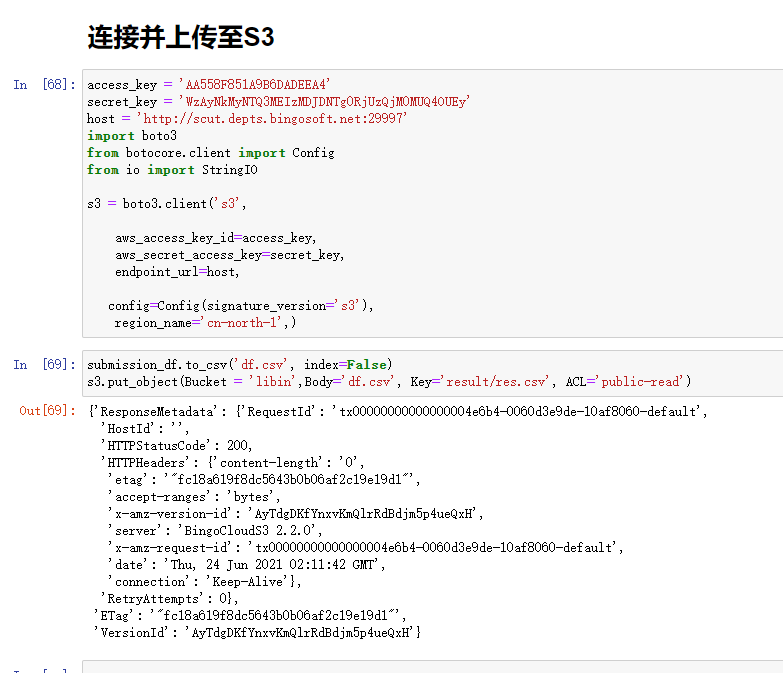 连接并上传至S3
In [68]:
access_key = 'AA558F851A9B6DADEEA4'
secret_key = 'WzAyNkMyNTQ3MEIzMDJDNTgORjUzQjM0MUQ4OUEy'
host = 'http://scut.depts.bingosoft.net:29997'
import boto3
from botocore.client import Config
from io import StringIO
s3 = boto3.client('s3',
aws_access_key_id=access_key,
aws_secret_access_key=secret_key,
endpoint_url=host,
config=Config(signature_version='s3'),
region_name='cn-north-1',)
In [69]:
submission_df.to_csv('df.csv', index=False)
s3.put_object(Bucket = 'libin',Body='df.csv', Key='result/res.csv', ACL='public-read')
Out[69]:
{'ResponseMetadata': {'RequestId': 'tx00000000000000004e6b4-0060d3e9de-10af8060-default',
'HostId': '',
'HTTPStatusCode': 200,
'HTTPHeaders': {'content-length': '0',
'etag': '"fc18a619f8dc5643b0b06af2c19e19d1"',
'accept-ranges': 'bytes',
'x-amz-version-id': 'AyTdgDKfYnxvKmQlrRdBdjm5p4ueQxH',
'server': 'BingoCloudS3 2.2.0',
'x-amz-request-id': 'tx00000000000000004e6b4-0060d3e9de-10af8060-default',
'date': 'Thu, 24 Jun 2021 02:11:42 GMT',
'connection': 'Keep-Alive'},
'RetryAttempts': 0},
'ETag': '"fc18a619f8dc5643b0b06af2c19e19d1"',
'VersionId': 'AyTdgDKfYnxvKmQlrRdBdjm5p4ueQxH'}